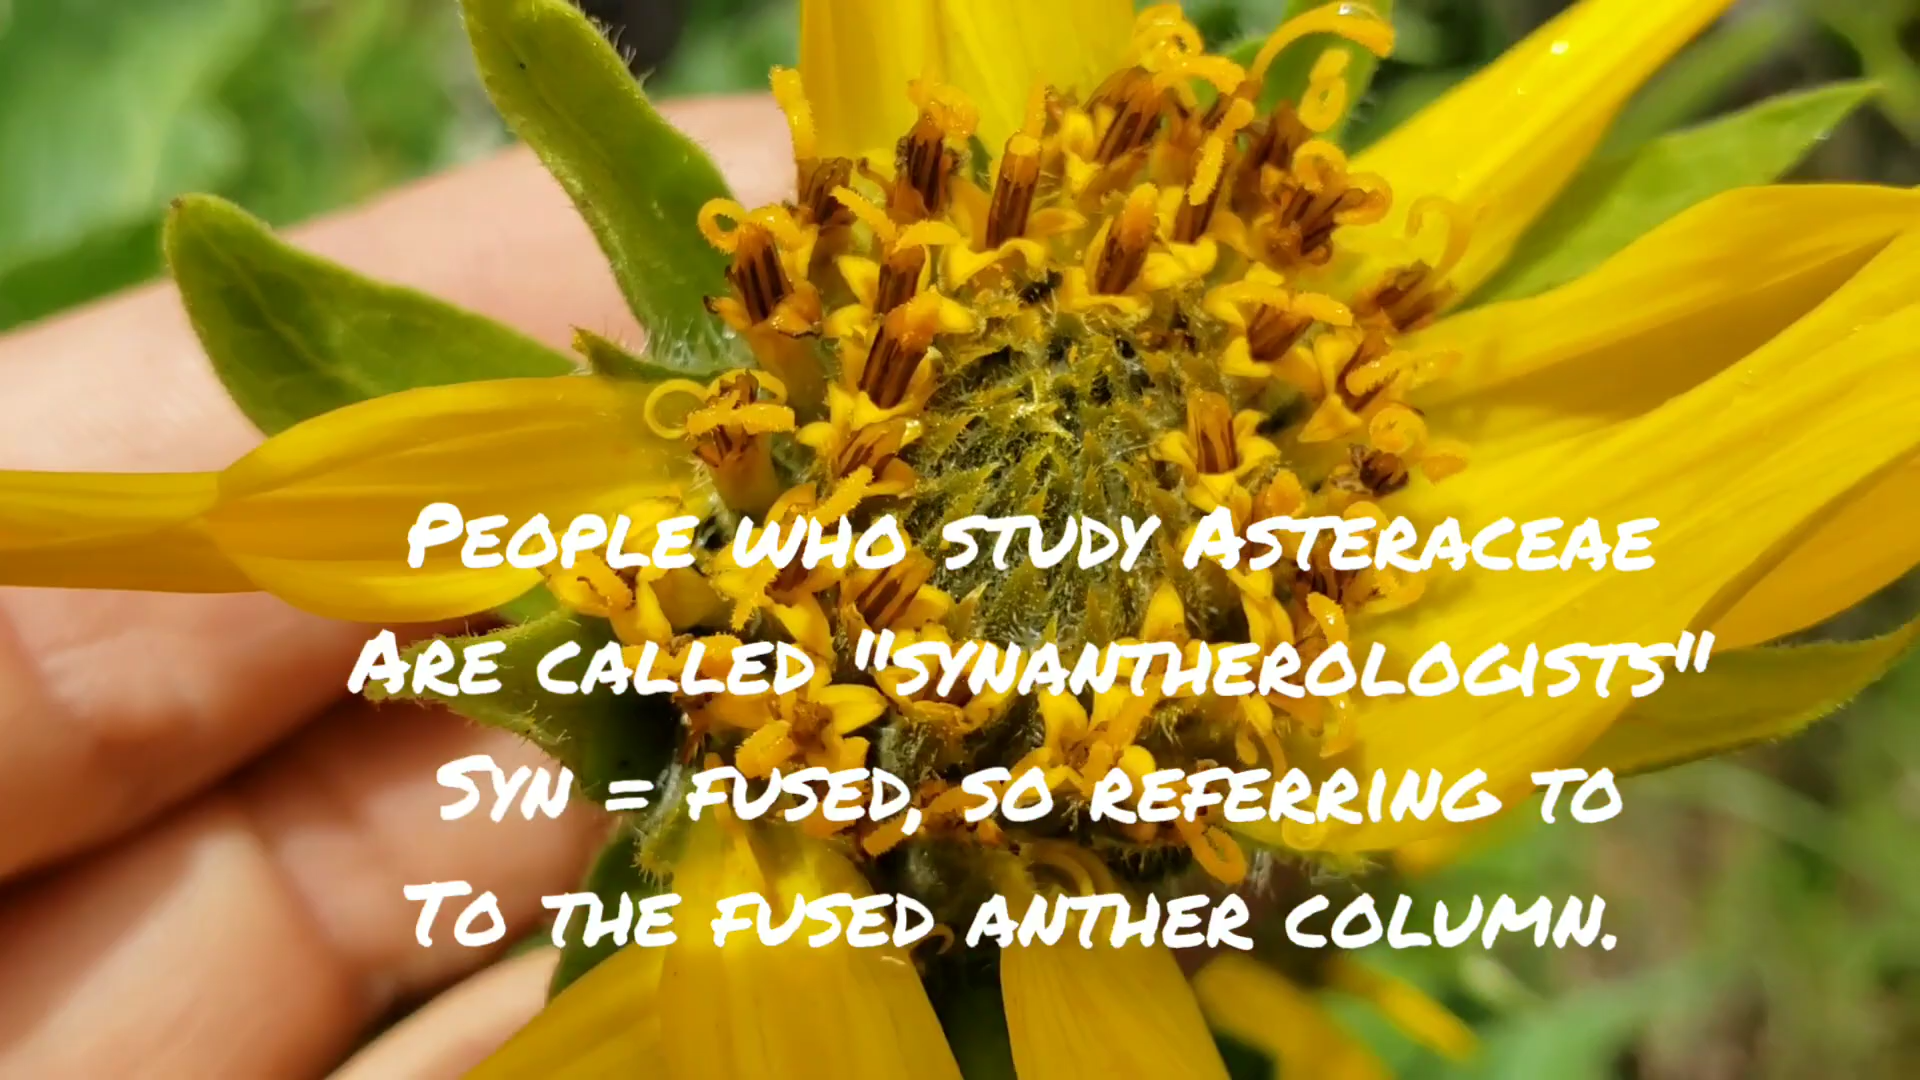 People who study Asteraceae
Are called "synantherologists"
Syn = fused, so referring to
To the fused anther column.